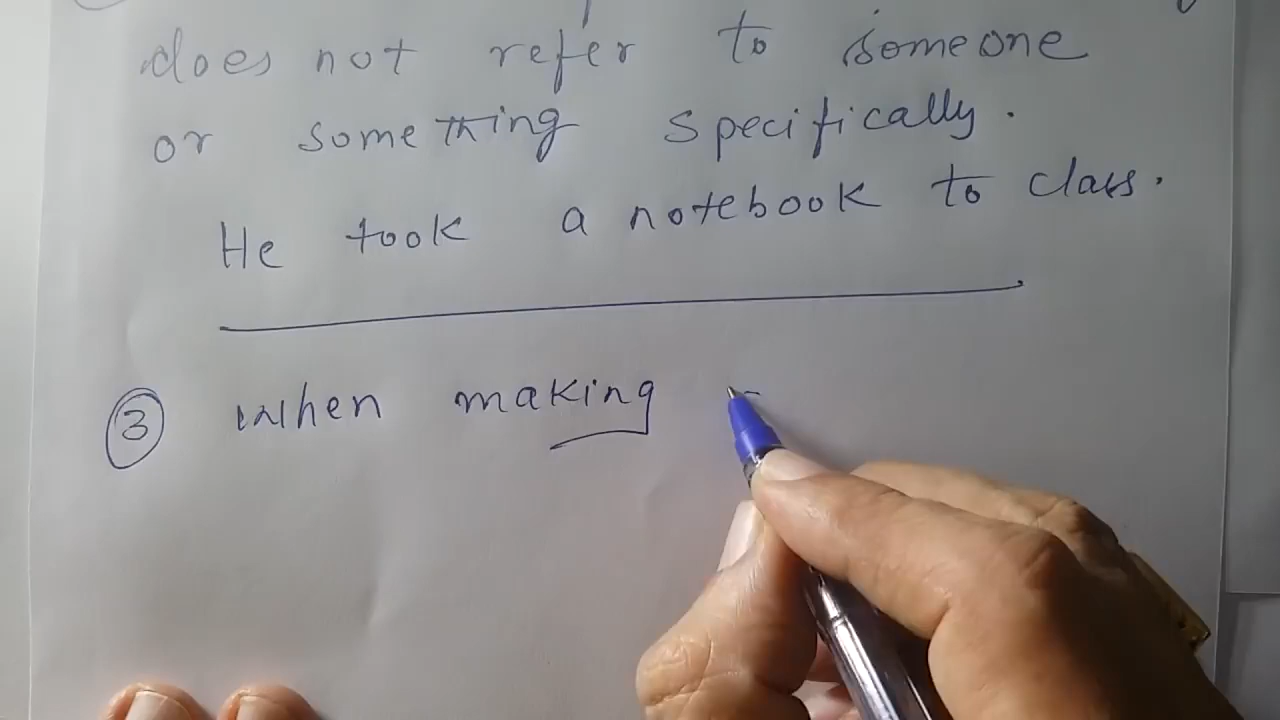 does not refer to someone
or something specifically.
He took a notebook to class.
3 When making